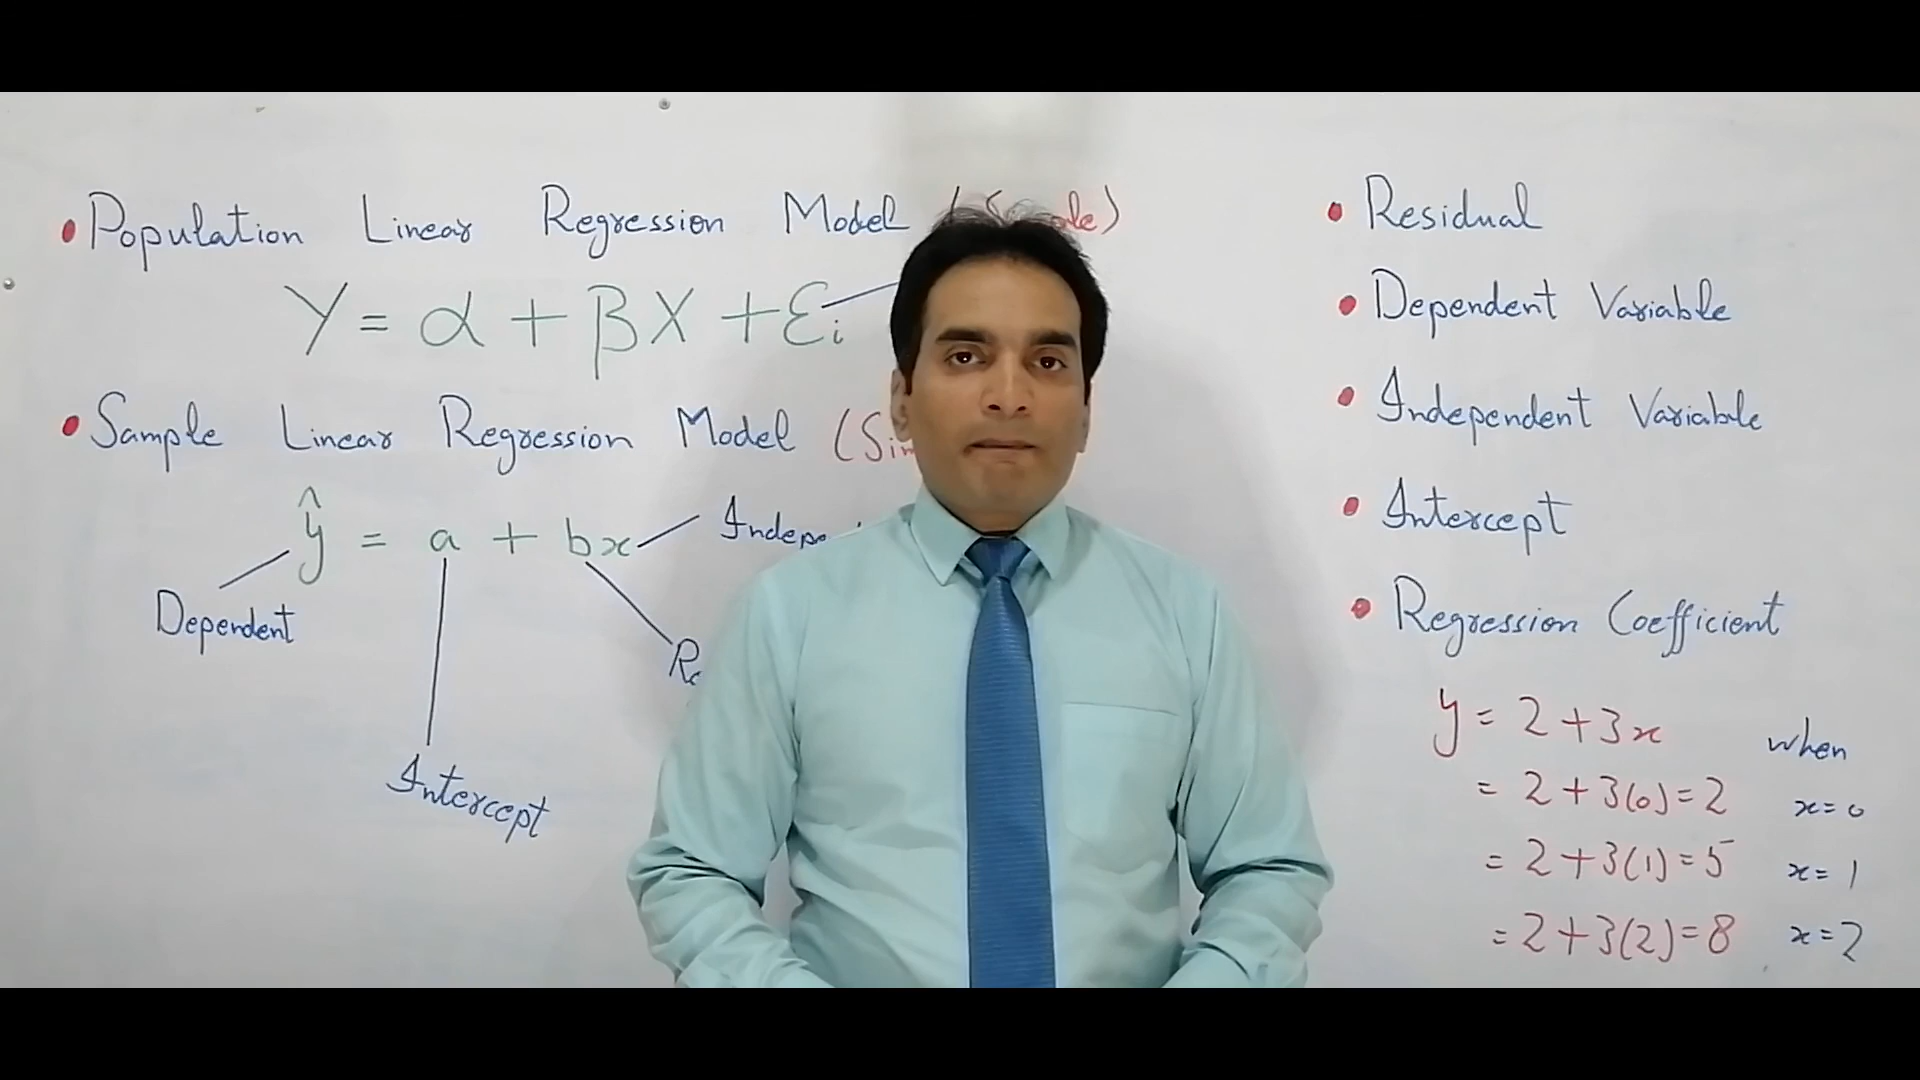 Population Linear Regression Model
Y = α + βX + Ɛi
Sample Linear Regression Model
ŷ = a + bx
Dependent
Intercept
Residual
Dependent Variable
Independent Variable
Intercept
Regression Coefficient
y = 2 + 3x when
= 2 + 3(0) = 2 x = 0
= 2 + 3(1) = 5 x = 1
= 2 + 3(2) = 8 x = 2